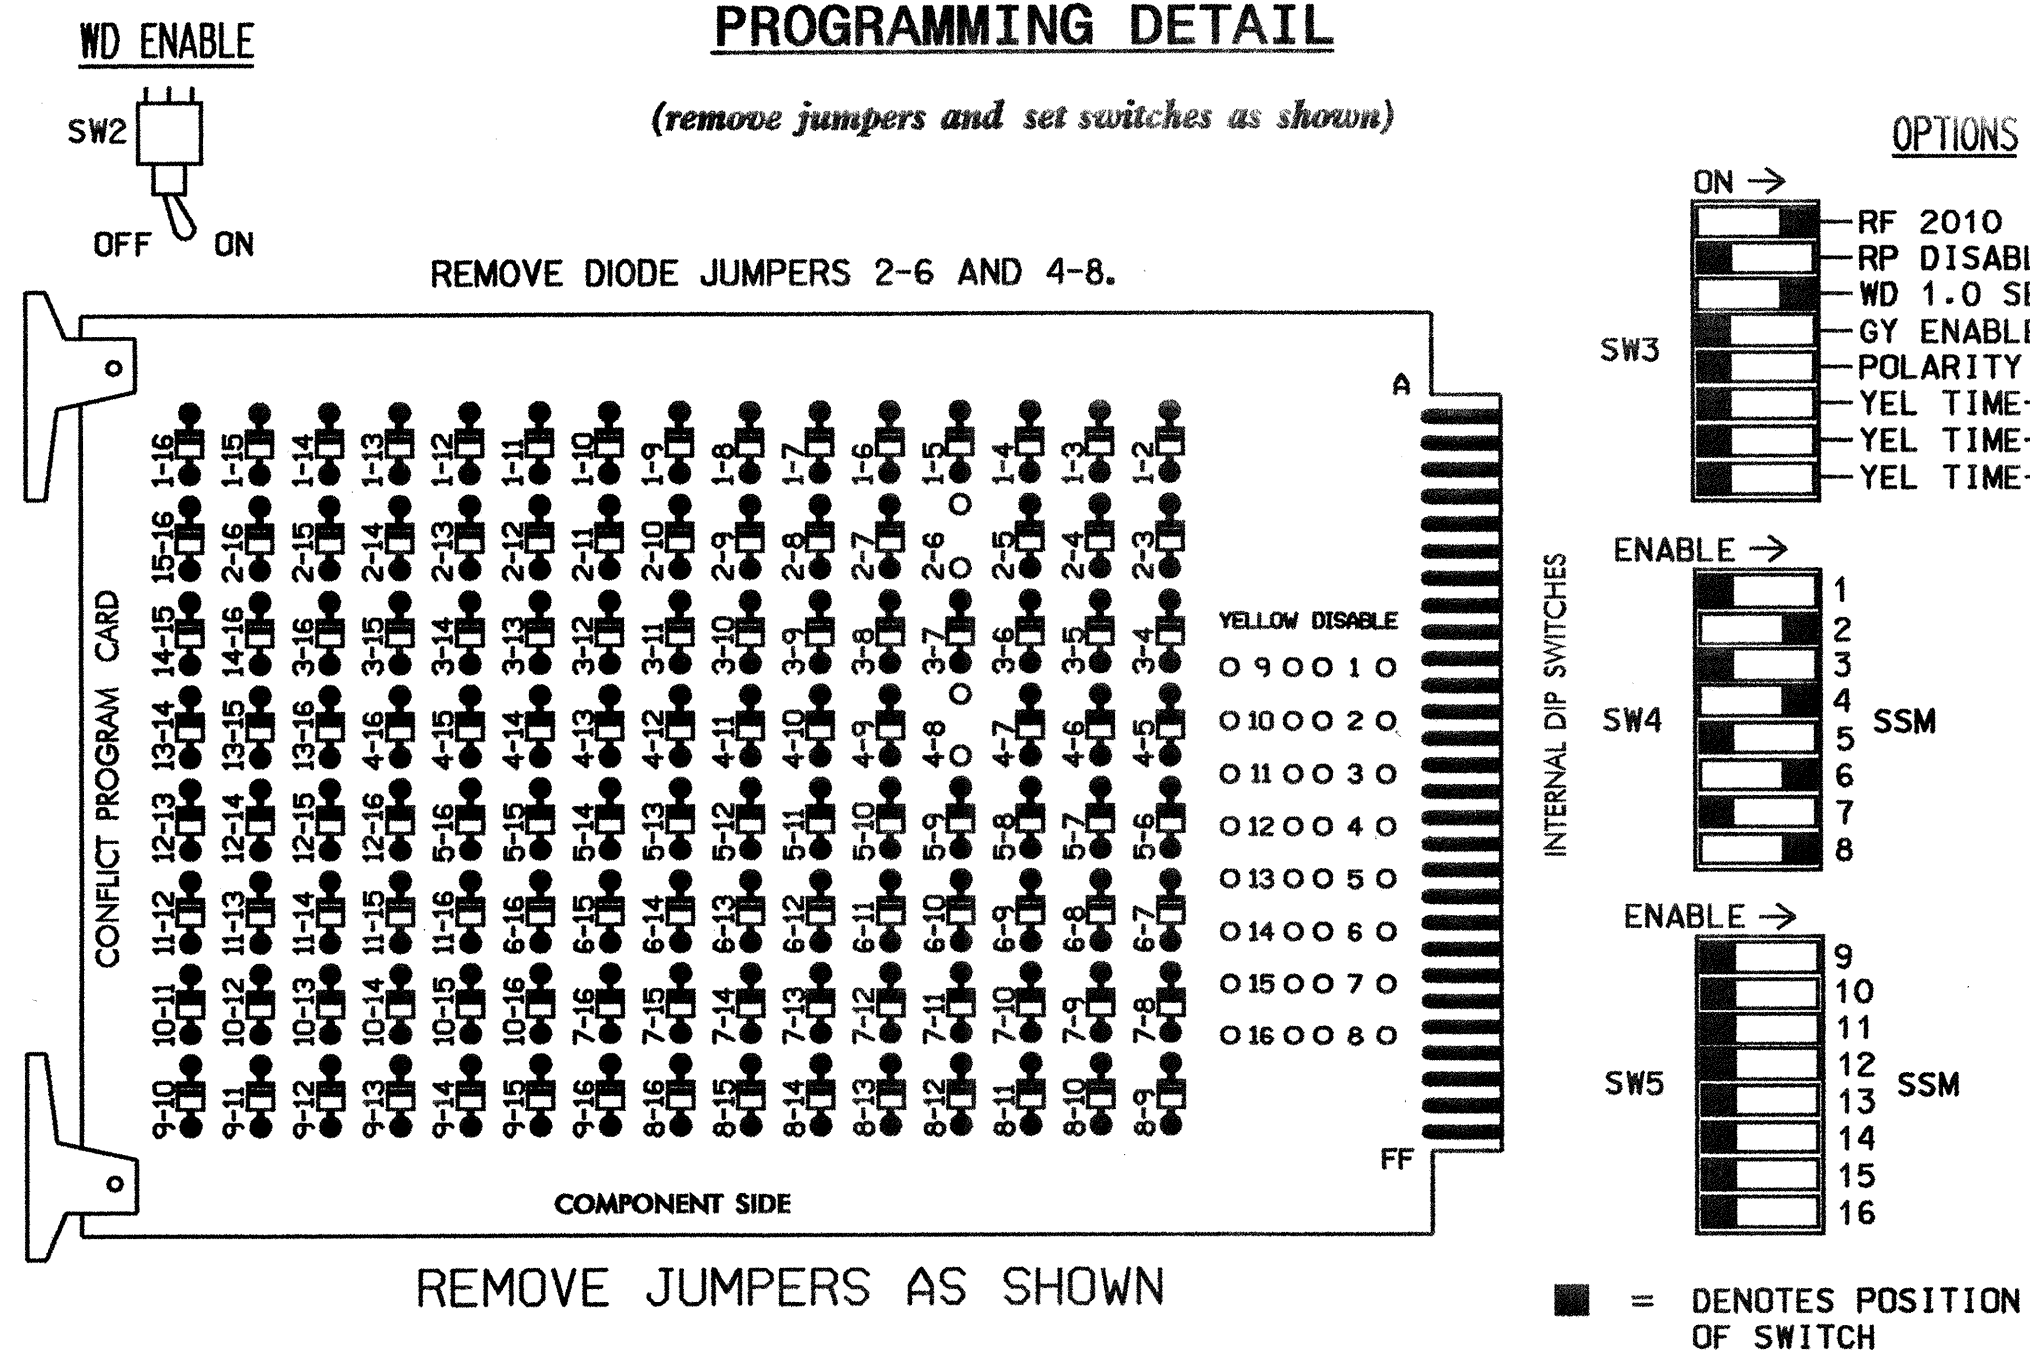 PROGRAMMING DETAIL
(remove jumpers and set switches as shown)
WD ENABLE
SW2
OFF ON
REMOVE DIODE JUMPERS 2-6 AND 4-8.
CONFLICT PROGRAM CARD
1-16 1-15 1-14 1-13 1-12 1-11 1-10 1-9 1-8 1-7 1-6 1-5 1-4 1-3 1-2
15-16 2-16 2-15 2-14 2-13 2-12 2-11 2-10 2-9 2-8 2-7 2-6 2-5 2-4 2-3
14-15 14-16 3-16 3-15 3-14 3-13 3-12 3-11 3-10 3-9 3-8 3-7 3-6 3-5 3-4
13-14 13-15 13-16 4-16 4-15 4-14 4-13 4-12 4-11 4-10 4-9 4-8 4-7 4-6 4-5
12-13 12-14 12-15 12-16 5-16 5-15 5-14 5-13 5-12 5-11 5-10 5-9 5-8 5-7 5-6
11-12 11-13 11-14 11-15 11-16 6-16 6-15 6-14 6-13 6-12 6-11 6-10 6-9 6-8 6-7
10-11 10-12 10-13 10-14 10-15 10-16 7-16 7-15 7-14 7-13 7-12 7-11 7-10 7-9 7-8
9-10 9-11 9-12 9-13 9-14 9-15 9-16 8-16 8-15 8-14 8-13 8-12 8-11 8-10 8-9
YELLOW DISABLE
9 1
10 2
11 3
12 4
13 5
14 6
15 7
16 8
A
FF
COMPONENT SIDE
REMOVE JUMPERS AS SHOWN
INTERNAL DIP SWITCHES
OPTIONS
ON →
SW3
RF 2010
RP DISABL
WD 1.0 SE
GY ENABLE
POLARITY
YEL TIME-
YEL TIME-
YEL TIME-
ENABLE →
SW4
1
2
3
4
5
6
7
8
SSM
ENABLE →
SW5
9
10
11
12
13
14
15
16
SSM
= DENOTES POSITION
OF SWITCH